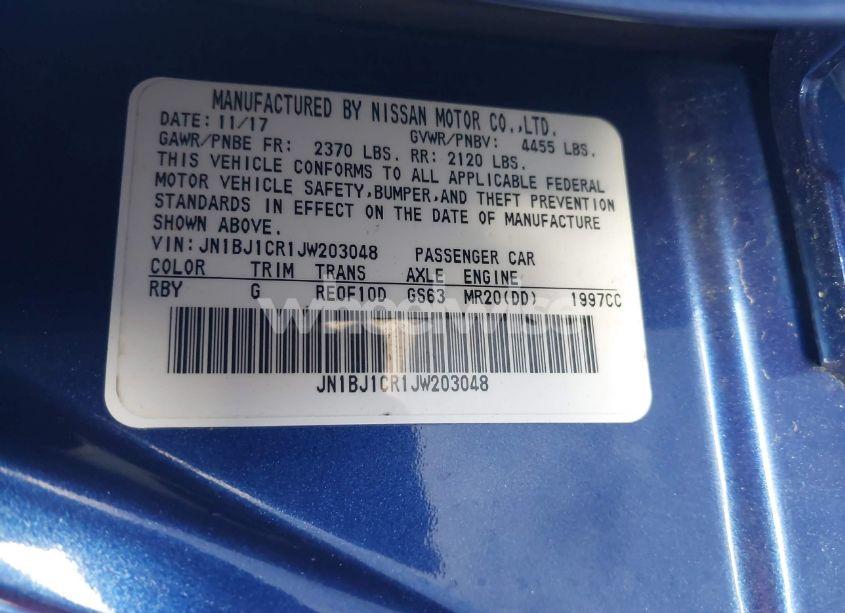 MANUFACTURED BY NISSAN MOTOR CO.,LTD.
DATE: 11/17 GVWR/PNBV: 4455 LBS.
GAWR/PNBE FR: 2370 LBS. RR: 2120 LBS.
THIS VEHICLE CONFORMS TO ALL APPLICABLE FEDERAL
MOTOR VEHICLE SAFETY,BUMPER,AND THEFT PREVENTION
STANDARDS IN EFFECT ON THE DATE OF MANUFACTURE
SHOWN ABOVE.
VIN:JN1BJ1CR1JW203048 PASSENGER CAR
COLOR TRIM TRANS AXLE ENGINE
RBY G RE0F10D GS63 MR20(DD) 1997CC
JN1BJ1CR1JW203048